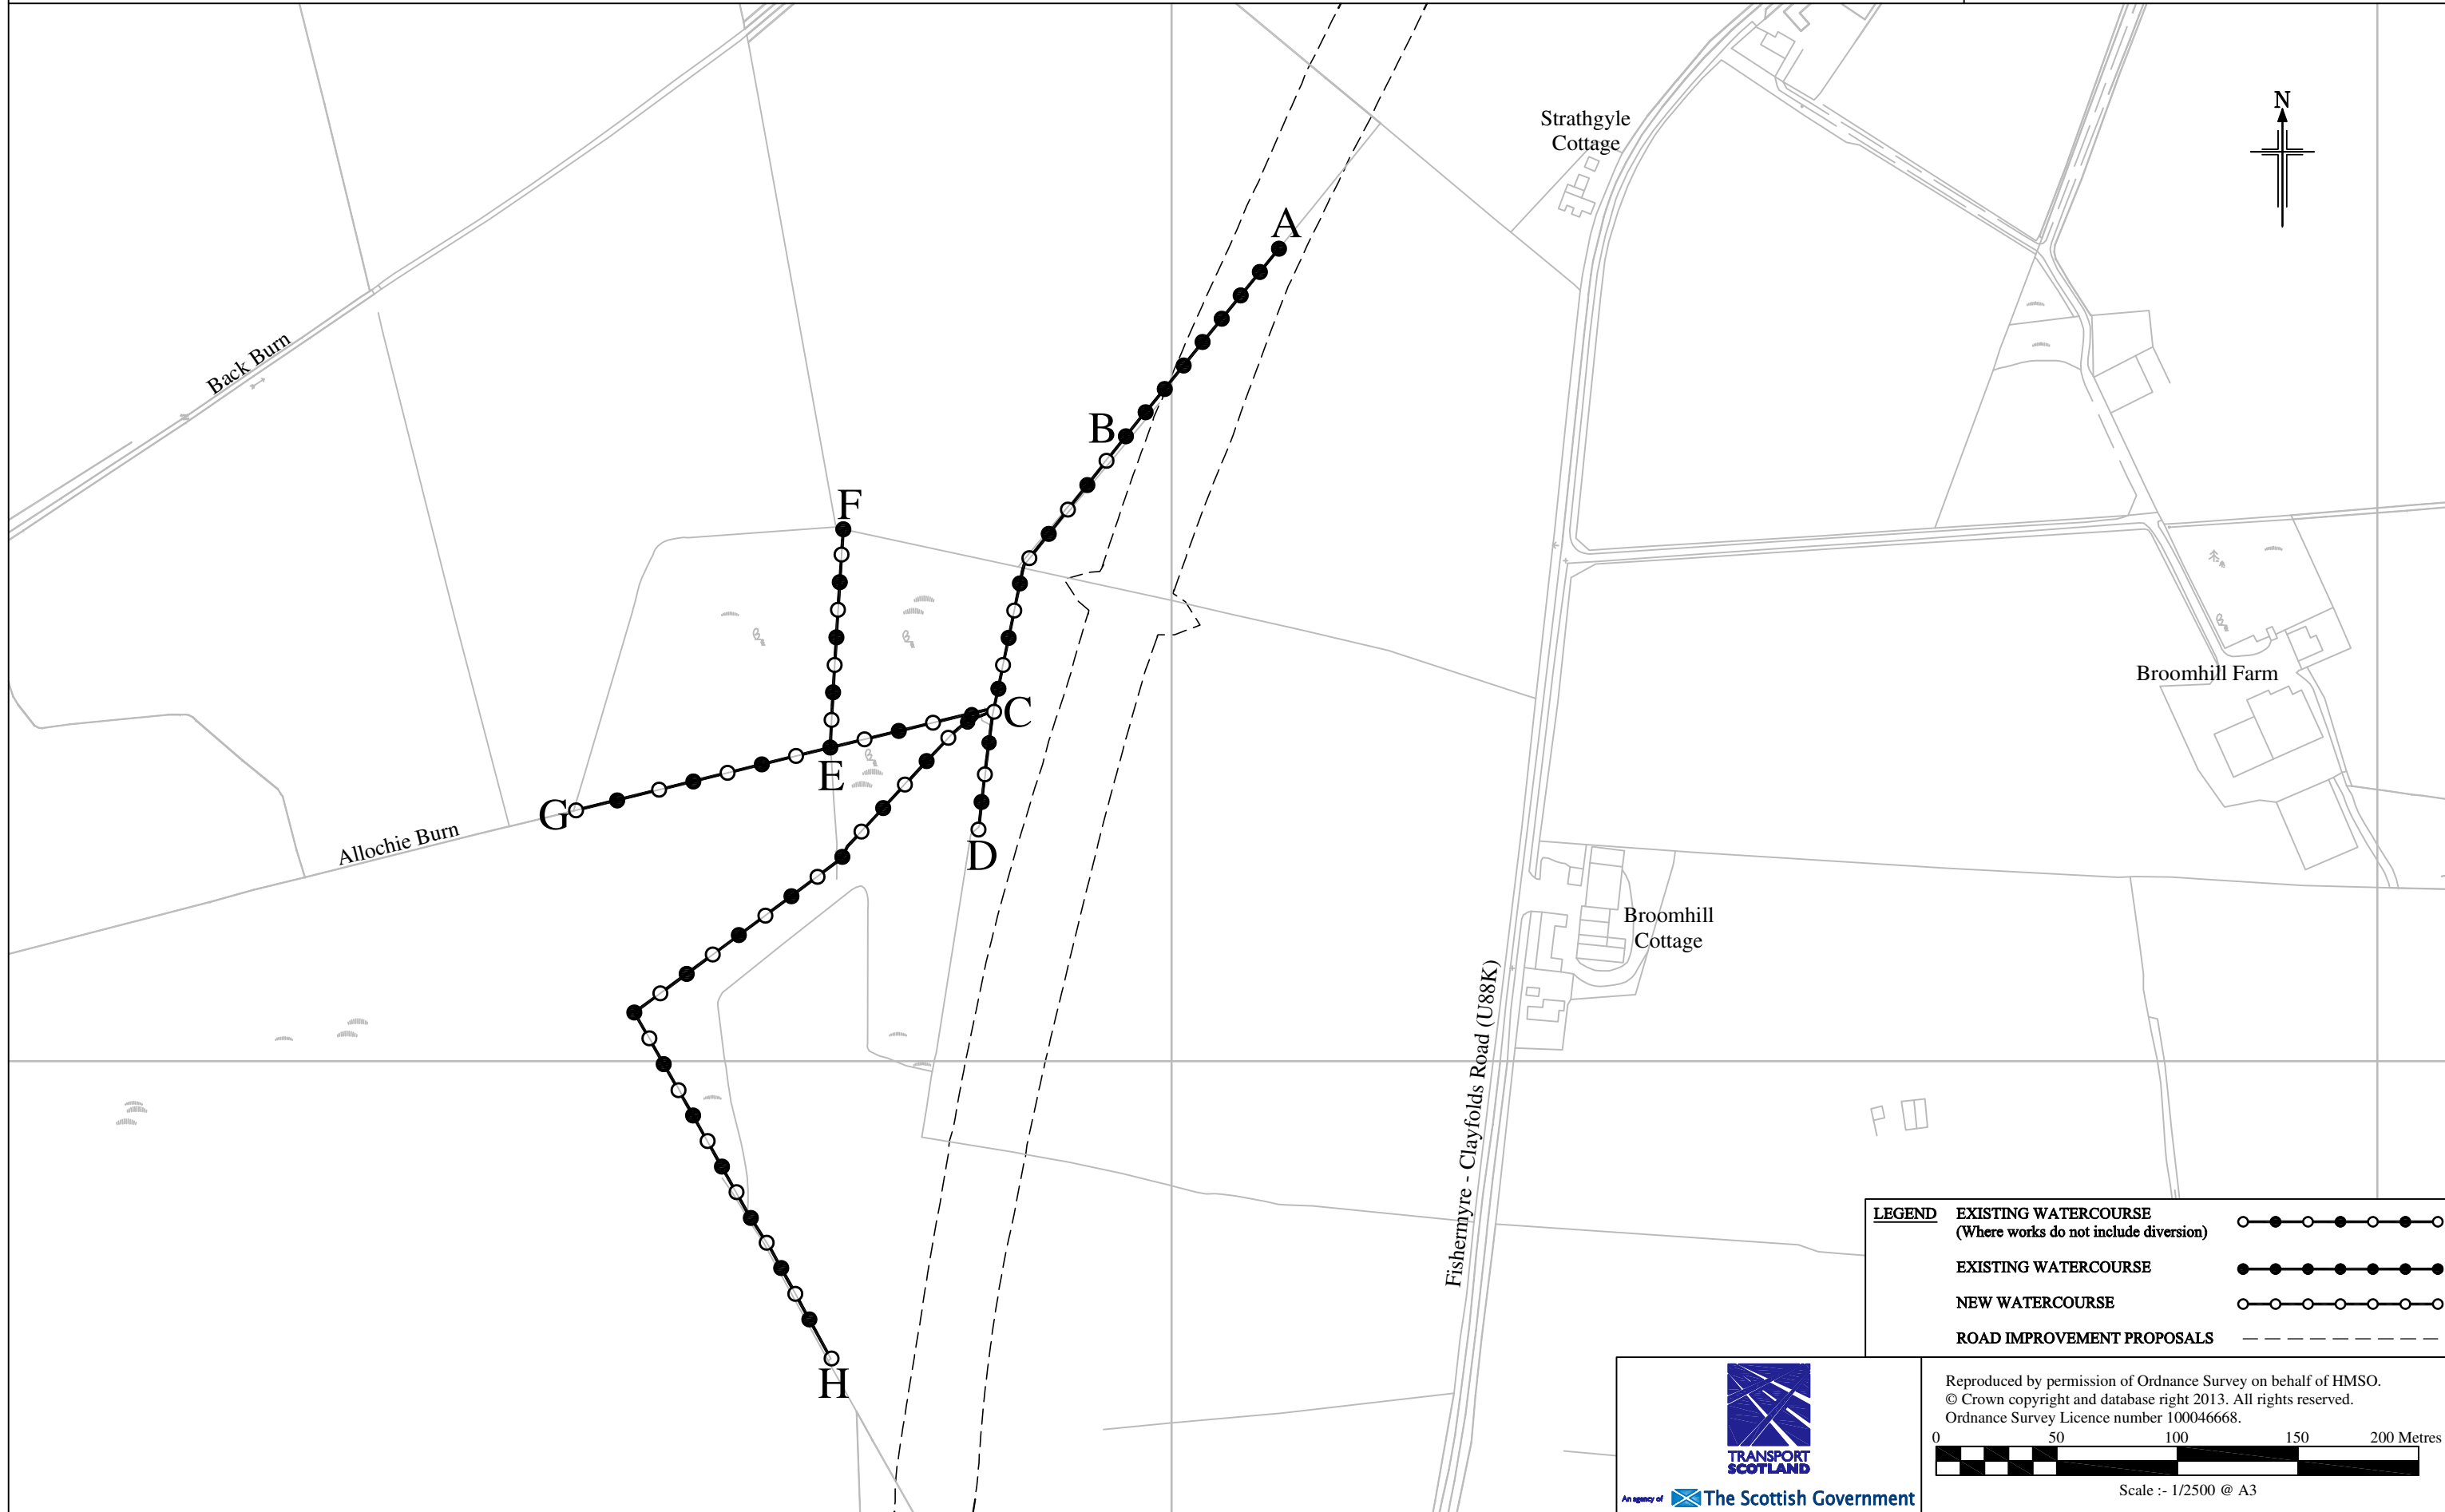 N
Strathgyle
Cottage
A
Back Burn
B
F
Broomhill Farm
C
E
G
Allochie Burn
D
Broomhill
Cottage
Fishermyre - Clayfolds Road (U88K)
H
LEGEND EXISTING WATERCOURSE
(Where works do not include diversion)
EXISTING WATERCOURSE
NEW WATERCOURSE
ROAD IMPROVEMENT PROPOSALS
TRANSPORT
SCOTLAND
An agency of The Scottish Government
Reproduced by permission of Ordnance Survey on behalf of HMSO.
© Crown copyright and database right 2013. All rights reserved.
Ordnance Survey Licence number 100046668.
0 50 100 150 200 Metres
Scale :- 1/2500 @ A3